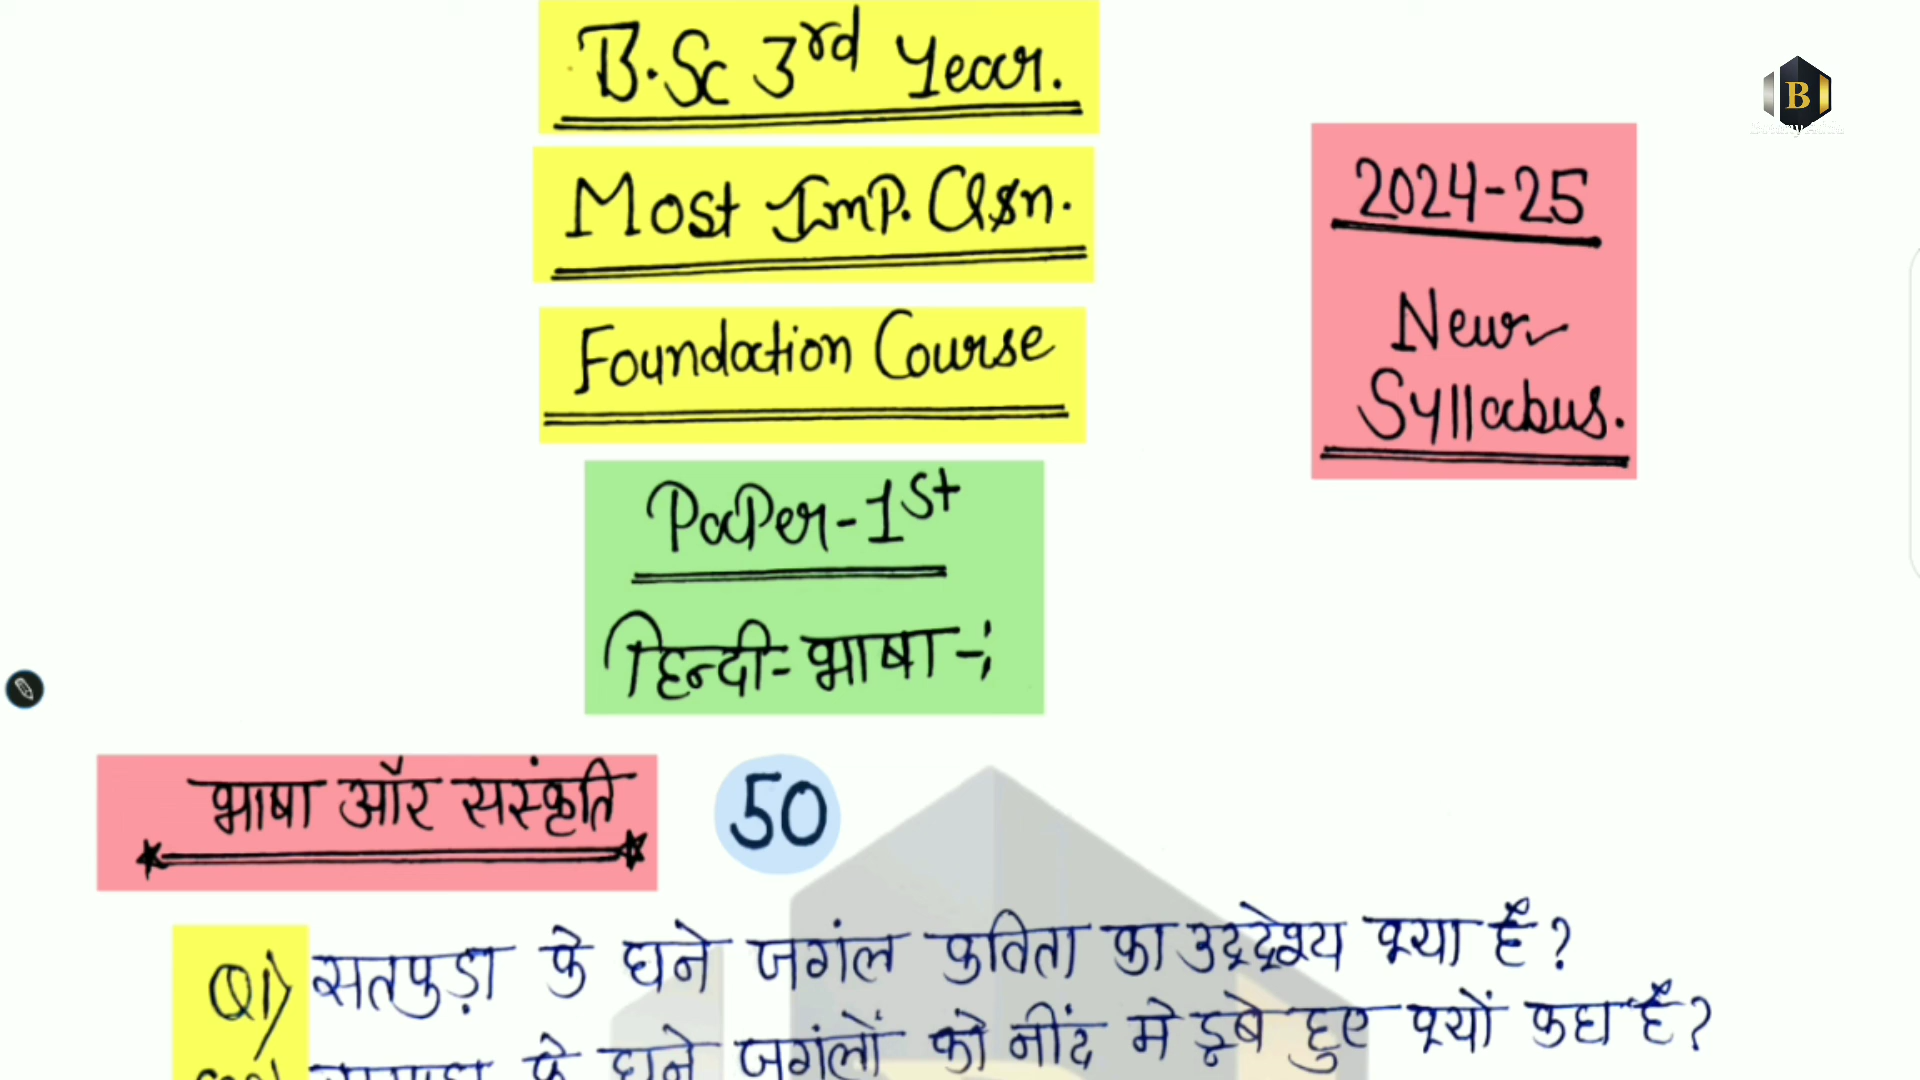 B.Sc 3rd Year.
Most Imp. Qsn.
Foundation Course
2024-25
New
Syllabus.
Paper-1st
हिन्दी-भाषा-;
भाषा और संस्कृति
50
Q1) सतपुड़ा के घने जगंल कविता का उद्देश्य क्या है?
के घने जगंलों को नींद मे डूबे हुए क्यों कहा है?
B